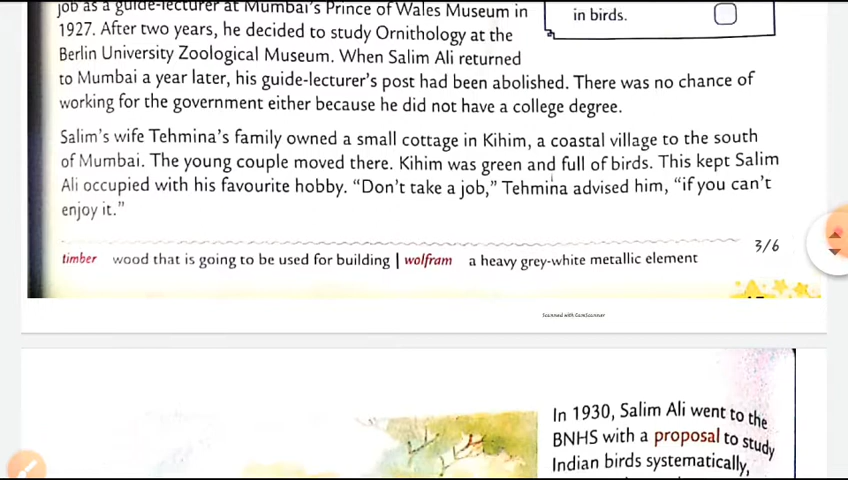 job as a guide-lecturer at Mumbai's Prince of Wales Museum in
1927. After two years, he decided to study Ornithology at the
Berlin University Zoological Museum. When Salim Ali returned
to Mumbai a year later, his guide-lecturer's post had been abolished. There was no chance of
working for the government either because he did not have a college degree.
in birds.
Salim's wife Tehmina's family owned a small cottage in Kihim, a coastal village to the south
of Mumbai. The young couple moved there. Kihim was green and full of birds. This kept Salim
Ali occupied with his favourite hobby. "Don't take a job," Tehmina advised him, "if you can't
enjoy it."
3/6
timber wood that is going to be used for building | wolfram a heavy grey-white metallic element
Scanned with CamScanner
In 1930, Salim Ali went to the
BNHS with a proposal to study
Indian birds systematically,